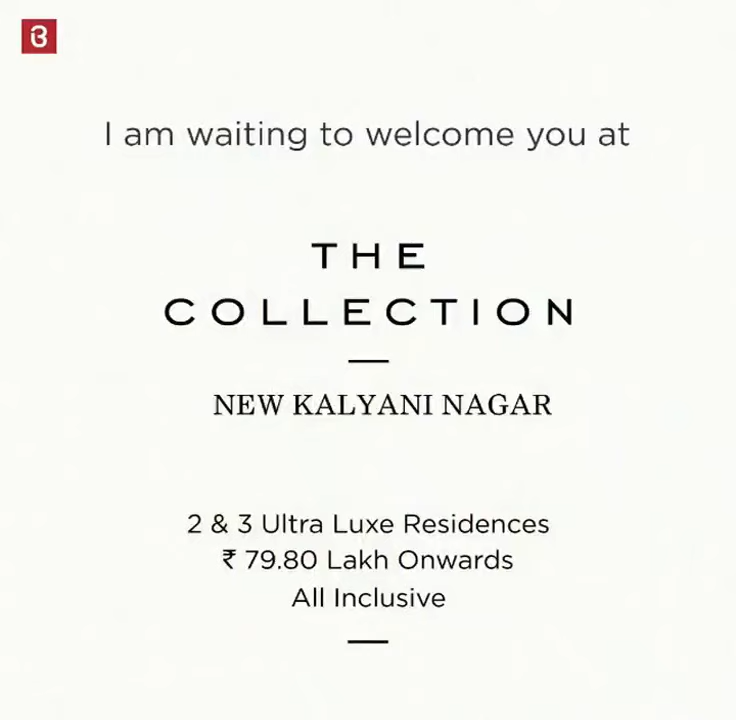 I am waiting to welcome you at
THE
COLLECTION
NEW KALYANI NAGAR
2 & 3 Ultra Luxe Residences
₹ 79.80 Lakh Onwards
All Inclusive